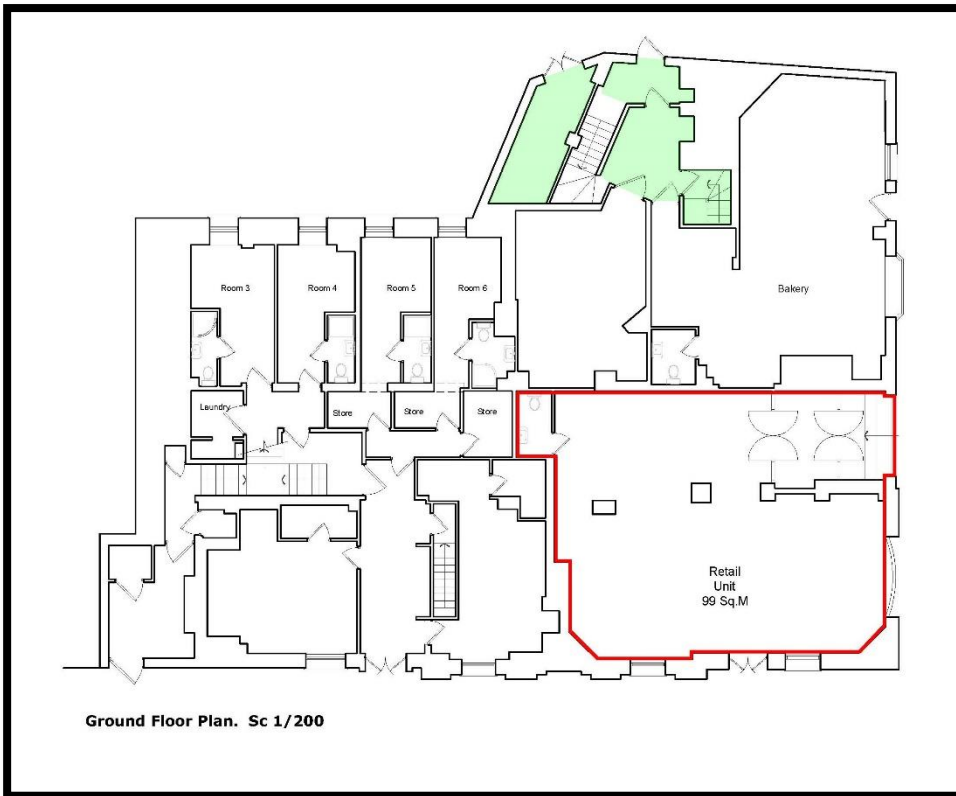 Room 3
Room 4
Room 5
Room 6
Bakery
Laundry
Store
Store
Store
Retail
Unit
99 Sq.M
Ground Floor Plan.  Sc 1/200